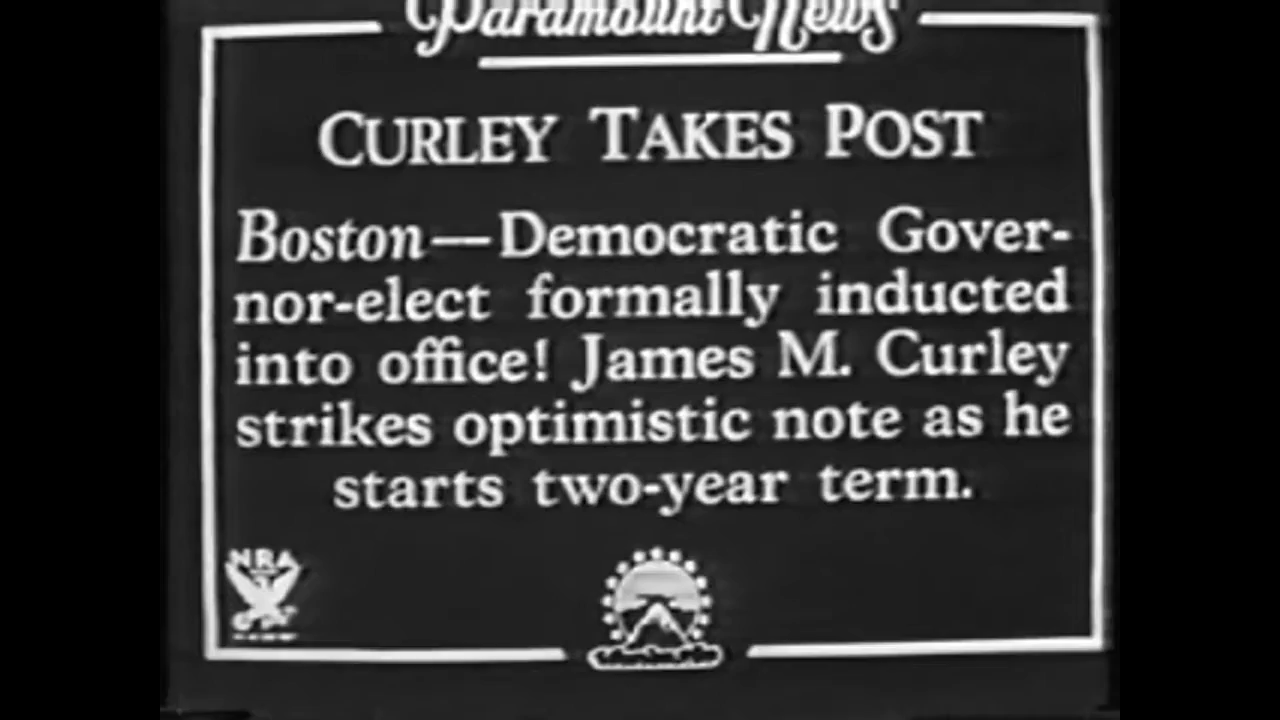 Paramount News
CURLEY TAKES POST
Boston—Democratic Gover-
nor-elect formally inducted
into office! James M. Curley
strikes optimistic note as he
starts two-year term.
NRA